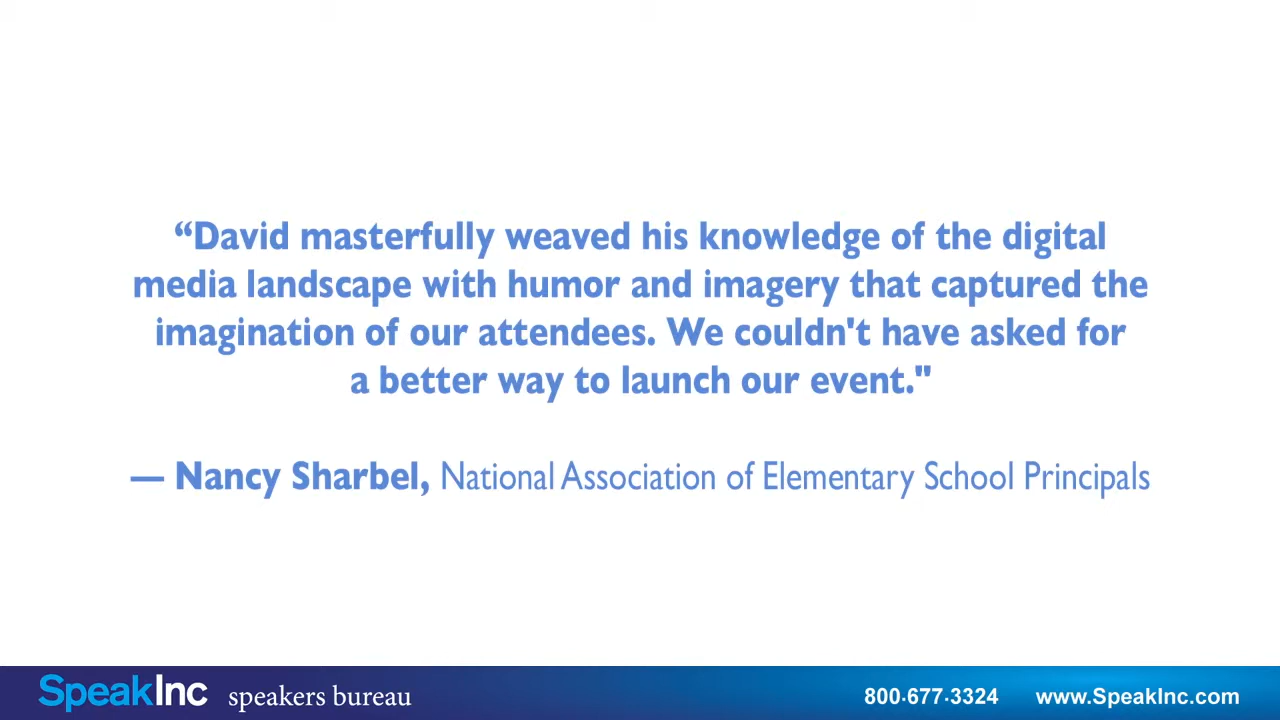 “David masterfully weaved his knowledge of the digital
media landscape with humor and imagery that captured the
imagination of our attendees. We couldn't have asked for
a better way to launch our event."
— Nancy Sharbel, National Association of Elementary School Principals
SpeakInc speakers bureau
800·677·3324 www.SpeakInc.com